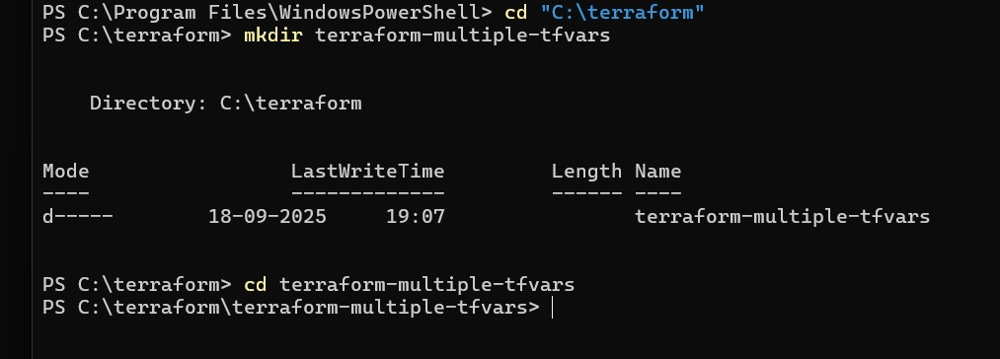 PS C:\Program Files\WindowsPowerShell> cd "C:\terraform"
PS C:\terraform> mkdir terraform-multiple-tfvars
Directory: C:\terraform
Mode LastWriteTime Length Name
---- ------------- ------ ----
d----- 18-09-2025 19:07 terraform-multiple-tfvars
PS C:\terraform> cd terraform-multiple-tfvars
PS C:\terraform\terraform-multiple-tfvars>